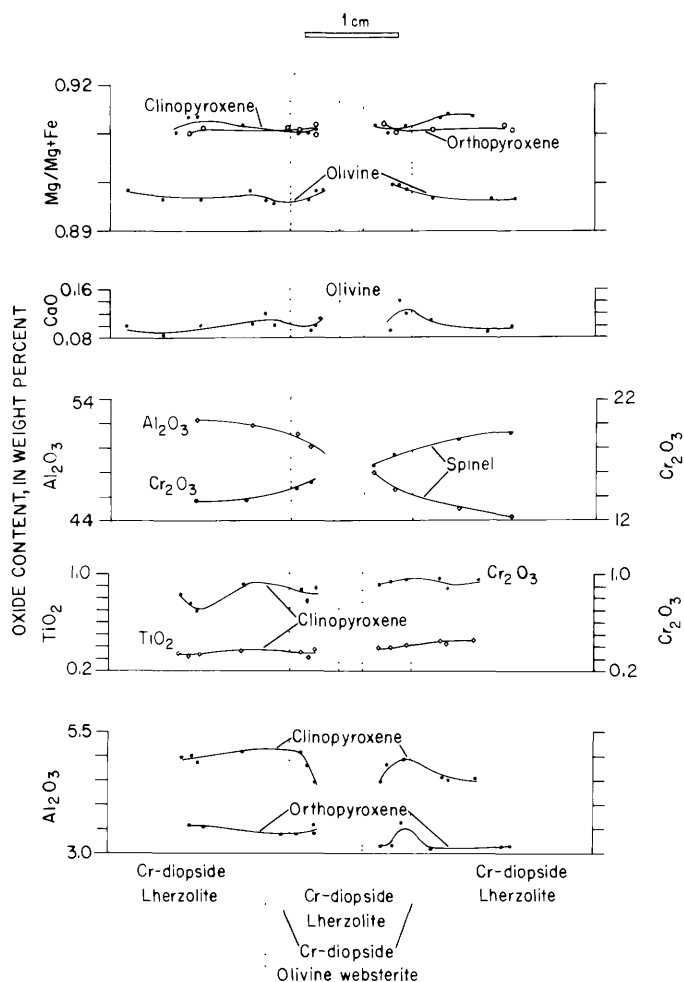 1 cm
0.92
Clinopyroxene
Orthopyroxene
Mg/Mg+Fe
Olivine
0.89
0.16
Olivine
CaO
0.08
OXIDE CONTENT, IN WEIGHT PERCENT
54
22
Al2O3
Al2O3
Spinel
Cr2O3
Cr2O3
44
12
1.0
Cr2O3
1.0
TiO2
Clinopyroxene
TiO2
Cr2O3
0.2
0.2
5.5
Clinopyroxene
Al2O3
Orthopyroxene
3.0
Cr-diopside
Lherzolite
Cr-diopside
Lherzolite
Cr-diopside
Lherzolite
Cr-diopside
Olivine websterite